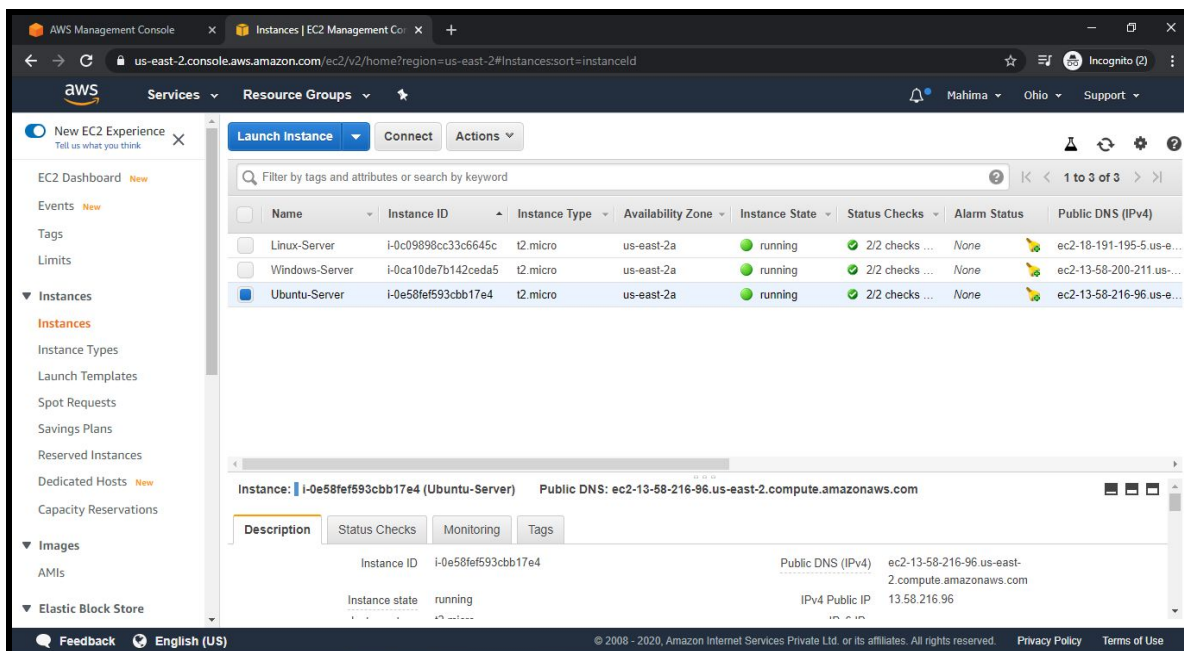 AWS Management Console
Instances | EC2 Management Co
us-east-2.console.aws.amazon.com/ec2/v2/home?region=us-east-2#Instances:sort=instanceId
Incognito (2)
aws Services Resource Groups Mahima Ohio Support
New EC2 Experience
Tell us what you think
EC2 Dashboard New
Events New
Tags
Limits
Instances
Instances
Instance Types
Launch Templates
Spot Requests
Savings Plans
Reserved Instances
Dedicated Hosts New
Capacity Reservations
Images
AMIs
Elastic Block Store
Launch Instance Connect Actions
Filter by tags and attributes or search by keyword
1 to 3 of 3
Name Instance ID Instance Type Availability Zone Instance State Status Checks Alarm Status Public DNS (IPv4)
Linux-Server i-0c09898cc33c6645c t2.micro us-east-2a running 2/2 checks ... None ec2-18-191-195-5.us-e...
Windows-Server i-0ca10de7b142ceda5 t2.micro us-east-2a running 2/2 checks ... None ec2-13-58-200-211.us-...
Ubuntu-Server i-0e58fef593cbb17e4 t2.micro us-east-2a running 2/2 checks ... None ec2-13-58-216-96.us-e...
Instance: i-0e58fef593cbb17e4 (Ubuntu-Server) Public DNS: ec2-13-58-216-96.us-east-2.compute.amazonaws.com
Description Status Checks Monitoring Tags
Instance ID i-0e58fef593cbb17e4
Instance state running
Public DNS (IPv4) ec2-13-58-216-96.us-east-
2.compute.amazonaws.com
IPv4 Public IP 13.58.216.96
Feedback English (US) © 2008 - 2020, Amazon Internet Services Private Ltd. or its affiliates. All rights reserved. Privacy Policy Terms of Use